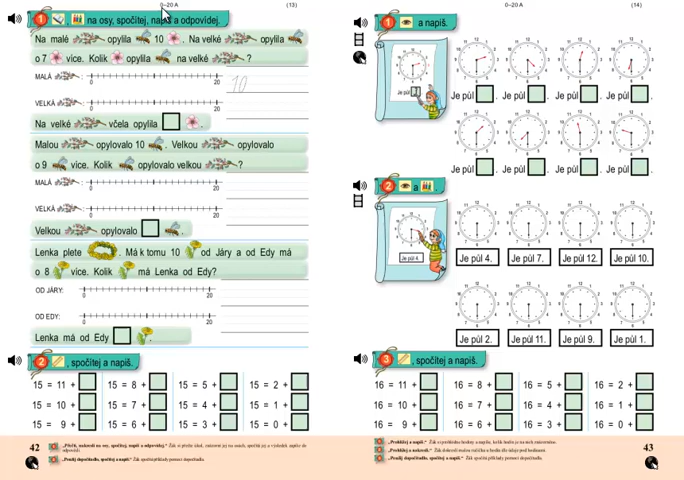 0–20 A (13)
1 na osy, spočítej, napiš a odpovídej.
Na malé opylila 10 . Na velké opylila
o 7 více. Kolik opylila na velké ?
MALÁ :
0 20
10
VELKÁ :
0 20
Na velké včela opylila .
Malou opylovalo 10 . Velkou opylovalo
o 9 více. Kolik opylovalo velkou ?
MALÁ :
0 20
VELKÁ :
0 20
Velkou opylovalo .
Lenka plete . Má k tomu 10 od Járy a od Edy má
o 8 více. Kolik má Lenka od Edy?
OD JÁRY:
0 20
OD EDY:
0 20
Lenka má od Edy .
2 , spočítej a napiš.
15 = 11 + 15 = 8 + 15 = 5 + 15 = 2 +
15 = 10 + 15 = 7 + 15 = 4 + 15 = 1 +
15 = 9 + 15 = 6 + 15 = 3 + 15 = 0 +
42
0–20 A (14)
1 a napiš.
Je půl
Je půl . Je půl . Je půl . Je půl .
Je půl . Je půl . Je půl . Je půl .
2 a .
Je půl 4.
Je půl 4. Je půl 7. Je půl 12. Je půl 10.
Je půl 2. Je půl 11. Je půl 9. Je půl 1.
3 , spočítej a napiš.
16 = 11 + 16 = 8 + 16 = 5 + 16 = 2 +
16 = 10 + 16 = 7 + 16 = 4 + 16 = 1 +
16 = 9 + 16 = 6 + 16 = 3 + 16 = 0 +
43